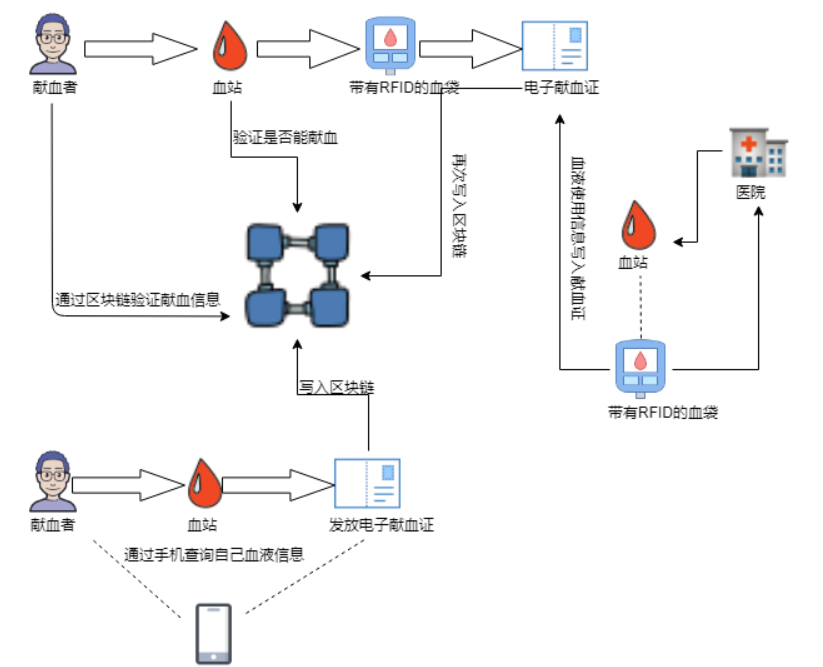 献血者
血站
带有RFID的血袋
电子献血证
验证是否能献血
再次写入区块链
血液使用信息写入献血证
医院
血站
通过区块链验证献血信息
写入区块链
带有RFID的血袋
献血者
血站
发放电子献血证
通过手机查询自己血液信息